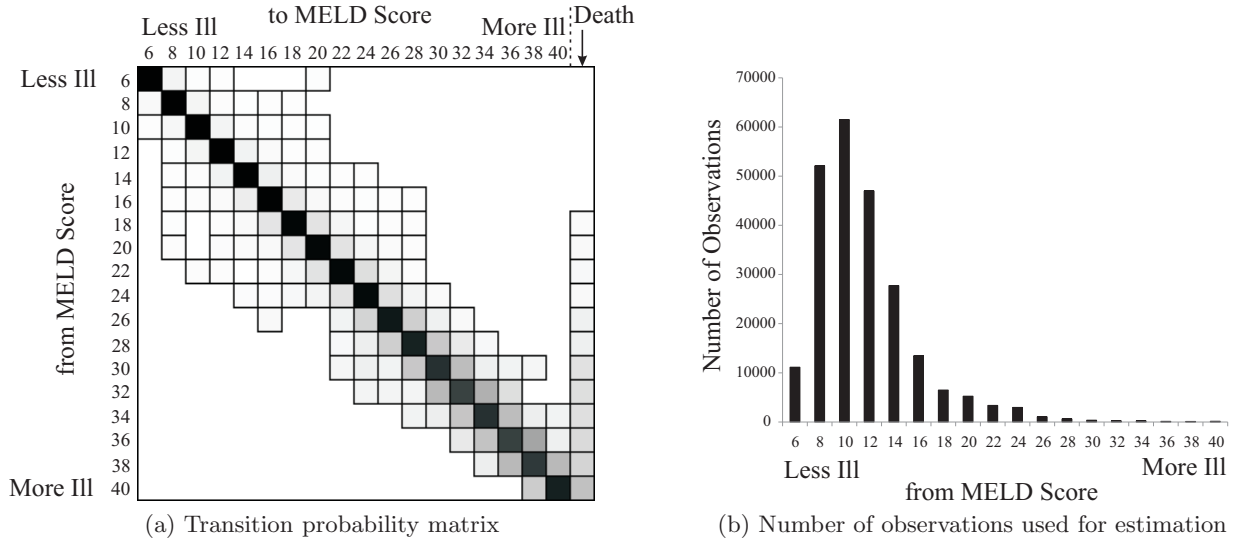 to MELD Score
Death
Less Ill
More Ill
6 8 10 12 14 16 18 20 22 24 26 28 30 32 34 36 38 40
Less Ill
from MELD Score
More Ill
6
8
10
12
14
16
18
20
22
24
26
28
30
32
34
36
38
40
(a) Transition probability matrix
Number of Observations
70000
60000
50000
40000
30000
20000
10000
0
6 8 10 12 14 16 18 20 22 24 26 28 30 32 34 36 38 40
Less Ill
More Ill
from MELD Score
(b) Number of observations used for estimation